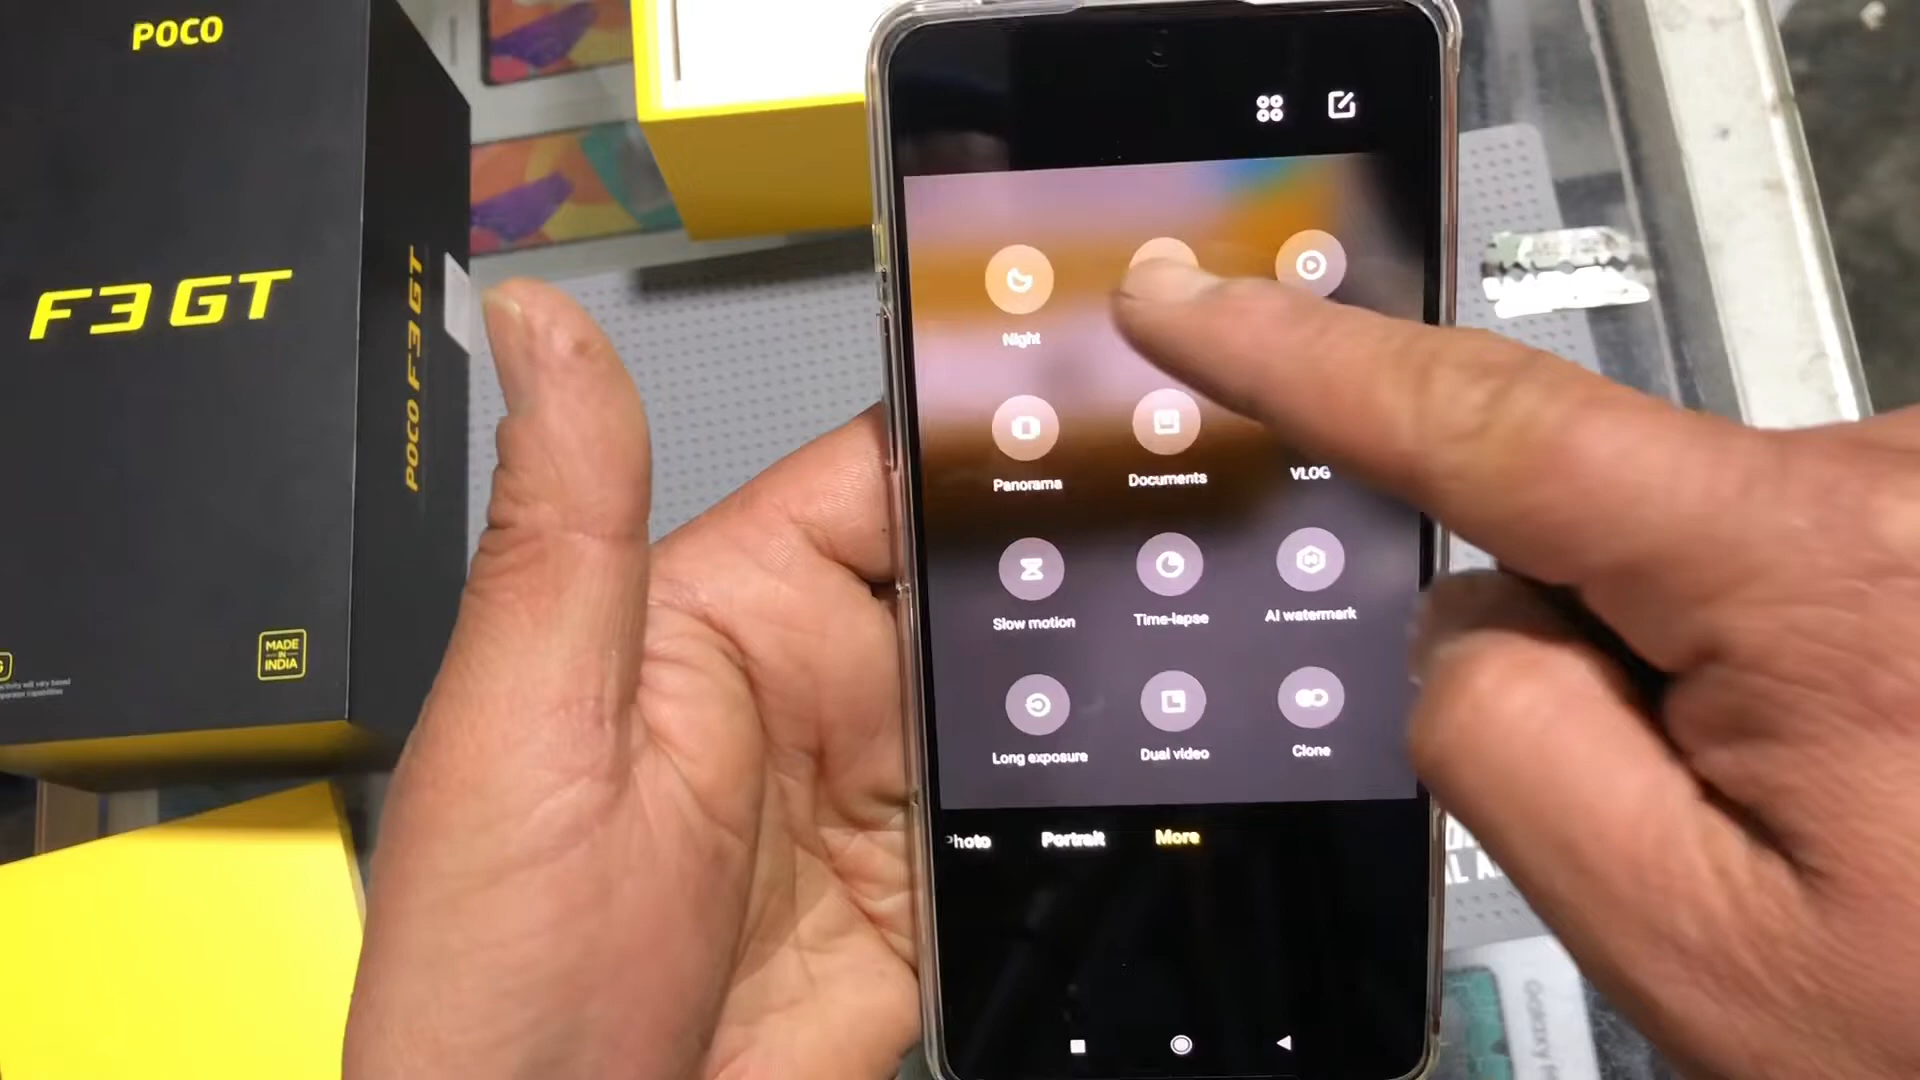 POCO
F3 GT
POCO F3 GT
MADE
IN
INDIA
Night
Panorama
Documents
VLOG
Slow motion
Time-lapse
AI watermark
Long exposure
Dual video
Clone
Photo
Portrait
More
Galaxy